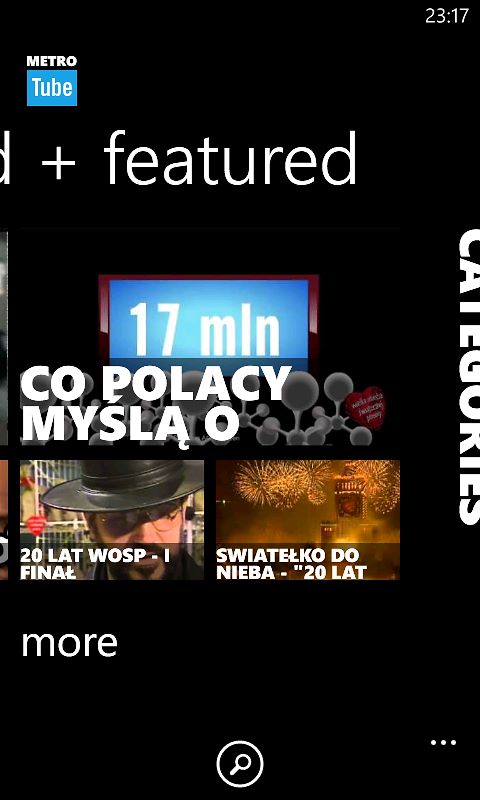 23:17
METRO
Tube
d + featured
17 mln
CO POLACY
MYŚLĄ O
CATEGORIES
20 LAT WOSP - I
FINAŁ
SWIATEŁKO DO
NIEBA - "20 LAT
more